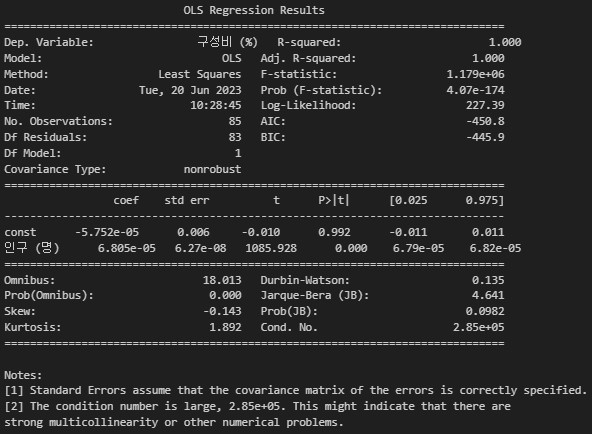 OLS Regression Results
==============================================================================
Dep. Variable: 구성비 (%) R-squared: 1.000
Model: OLS Adj. R-squared: 1.000
Method: Least Squares F-statistic: 1.179e+06
Date: Tue, 20 Jun 2023 Prob (F-statistic): 4.07e-174
Time: 10:28:45 Log-Likelihood: 227.39
No. Observations: 85 AIC: -450.8
Df Residuals: 83 BIC: -445.9
Df Model: 1
Covariance Type: nonrobust
==============================================================================
coef std err t P>|t| [0.025 0.975]
------------------------------------------------------------------------------
const -5.752e-05 0.006 -0.010 0.992 -0.011 0.011
인구 (명) 6.805e-05 6.27e-08 1085.928 0.000 6.79e-05 6.82e-05
==============================================================================
Omnibus: 18.013 Durbin-Watson: 0.135
Prob(Omnibus): 0.000 Jarque-Bera (JB): 4.641
Skew: -0.143 Prob(JB): 0.0982
Kurtosis: 1.892 Cond. No. 2.85e+05
==============================================================================
Notes:
[1] Standard Errors assume that the covariance matrix of the errors is correctly specified.
[2] The condition number is large, 2.85e+05. This might indicate that there are
strong multicollinearity or other numerical problems.